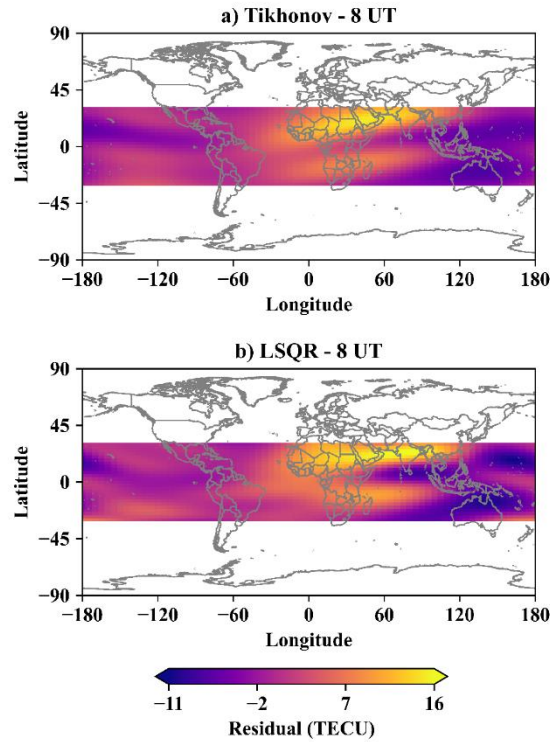 a) Tikhonov - 8 UT
90
45
0
−45
−90
Latitude
−180 −120 −60 0 60 120 180
Longitude
b) LSQR - 8 UT
90
45
0
−45
−90
Latitude
−180 −120 −60 0 60 120 180
Longitude
−11 −2 7 16
Residual (TECU)